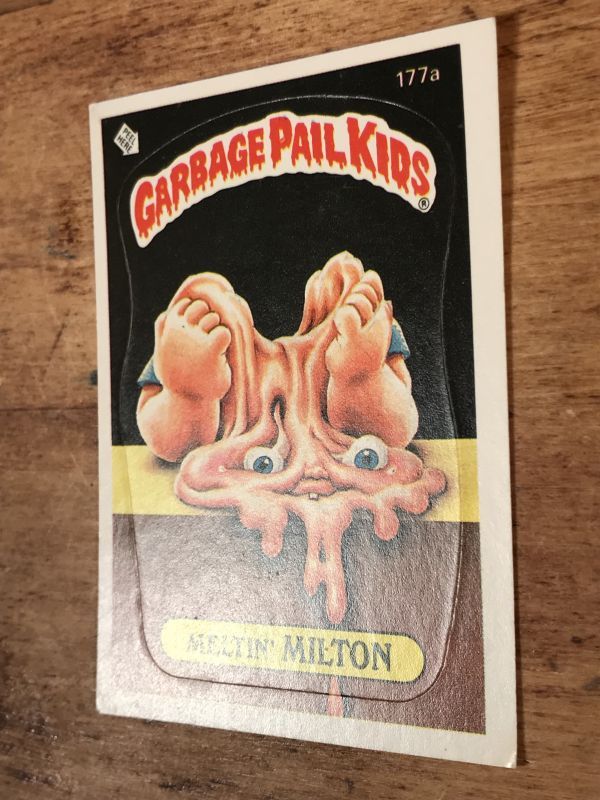 177a
PEEL
HERE
GARBAGE PAIL KIDS
®
MELTIN' MILTON